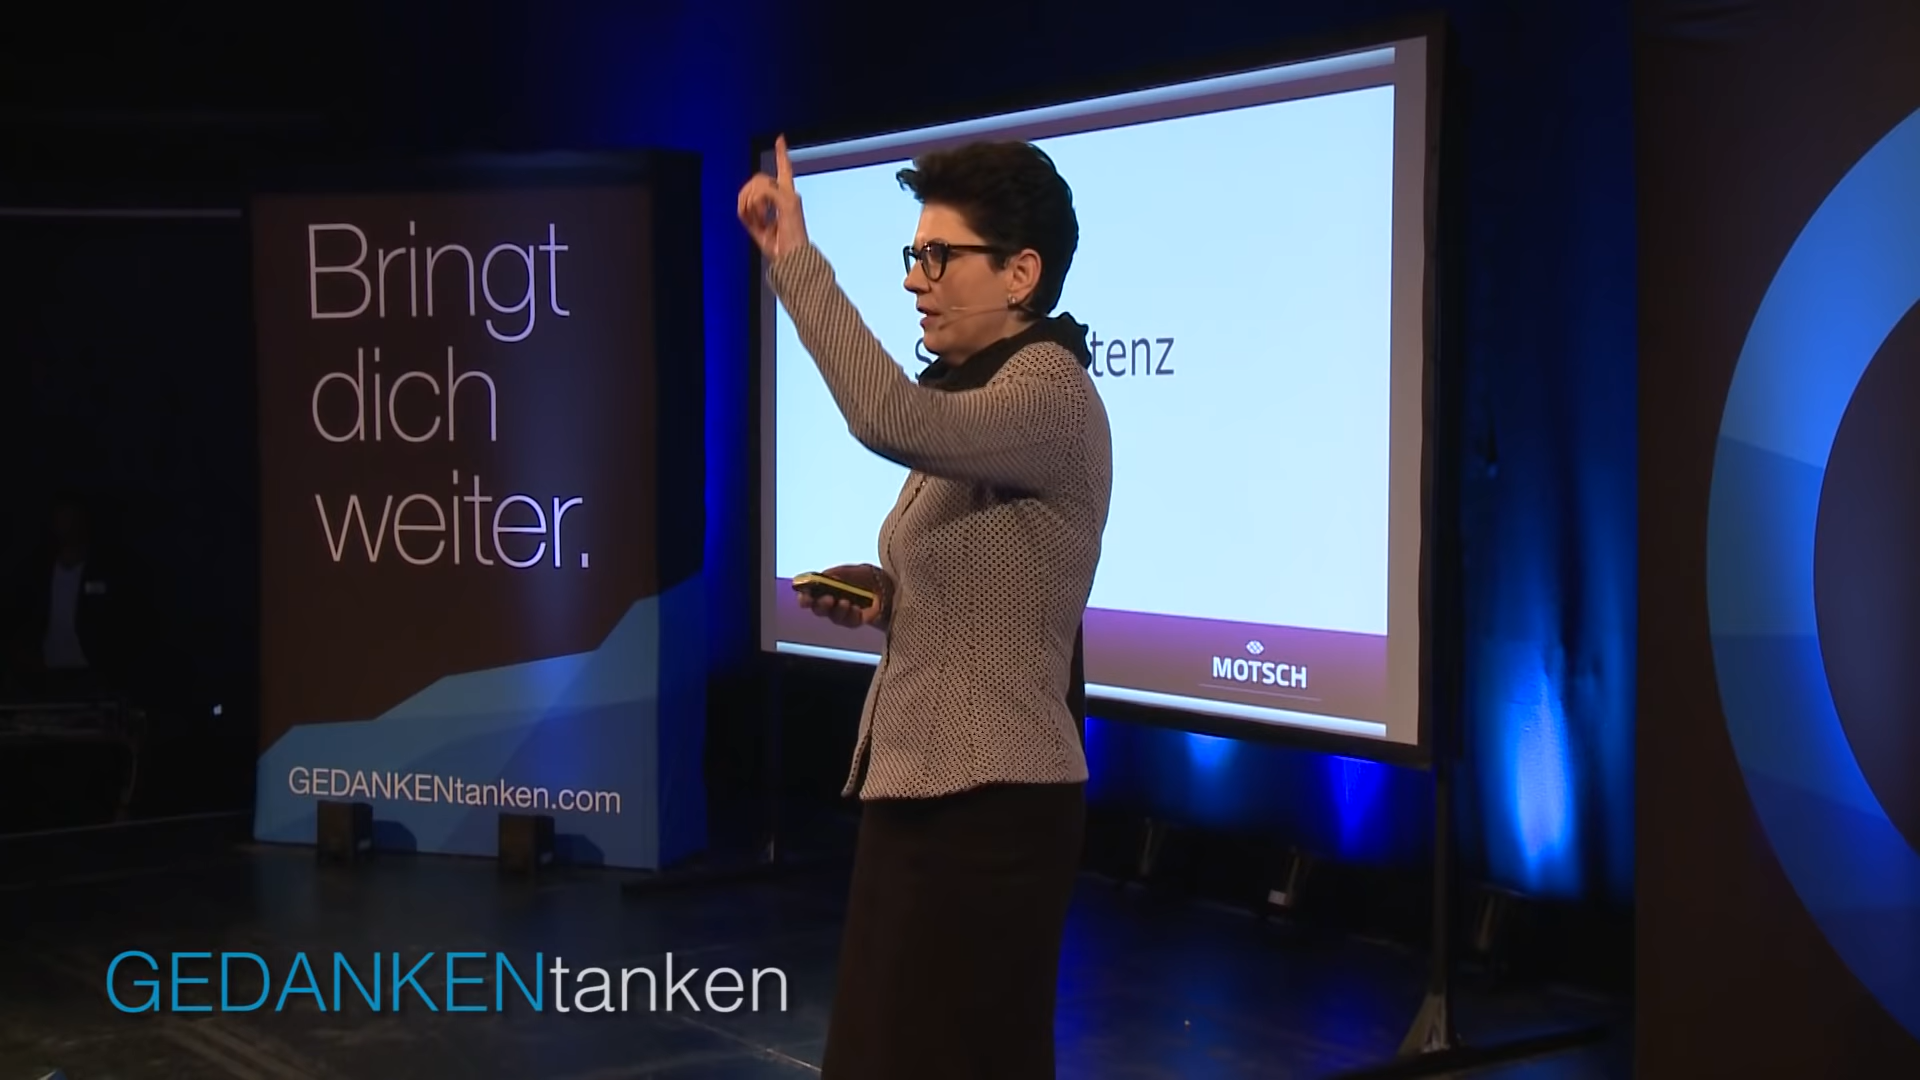 Bringt
dich
weiter.
GEDANKENtanken.com
tenz
MOTSCH
GEDANKENtanken